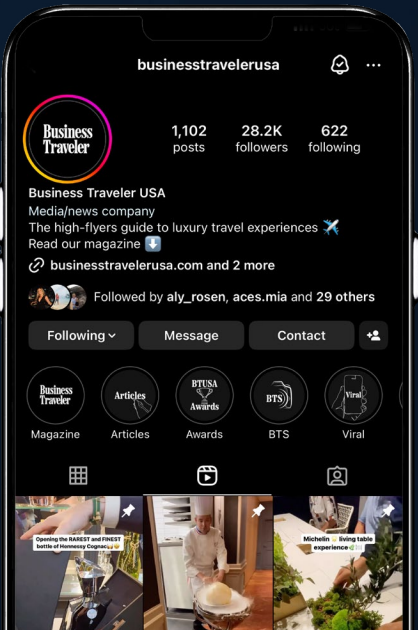 businesstravelerusa
Business
Traveler
1,102
posts
28.2K
followers
622
following
Business Traveler USA
Media/news company
The high-flyers guide to luxury travel experiences ✈️
Read our magazine ⬇️
businesstravelerusa.com and 2 more
Followed by aly_rosen, aces.mia and 29 others
Following
Message
Contact
Business
Traveler
Articles
BTUSA
Awards
BTS
Viral
Magazine
Articles
Awards
BTS
Viral
Opening the RAREST and FINEST
bottle of Hennessy Cognac
Michelin living table
experience